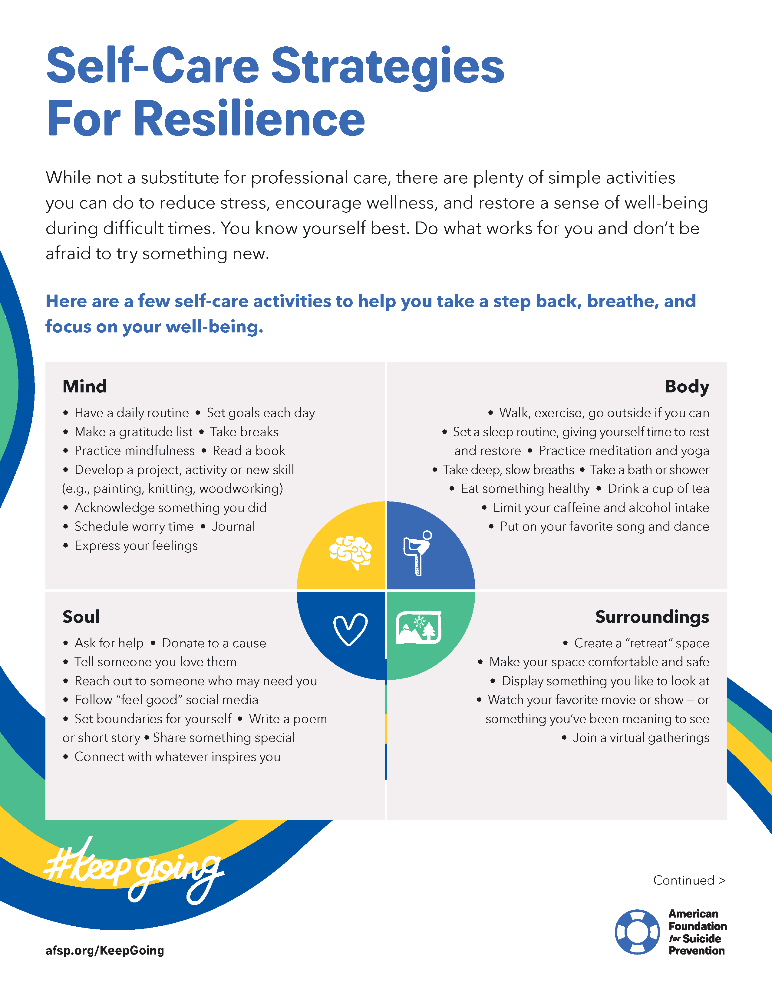 Self-Care Strategies
For Resilience
While not a substitute for professional care, there are plenty of simple activities
you can do to reduce stress, encourage wellness, and restore a sense of well-being
during difficult times. You know yourself best. Do what works for you and don’t be
afraid to try something new.
Here are a few self-care activities to help you take a step back, breathe, and
focus on your well-being.
Mind
• Have a daily routine • Set goals each day
• Make a gratitude list • Take breaks
• Practice mindfulness • Read a book
• Develop a project, activity or new skill
(e.g., painting, knitting, woodworking)
• Acknowledge something you did
• Schedule worry time • Journal
• Express your feelings
Body
• Walk, exercise, go outside if you can
• Set a sleep routine, giving yourself time to rest
and restore • Practice meditation and yoga
• Take deep, slow breaths • Take a bath or shower
• Eat something healthy • Drink a cup of tea
• Limit your caffeine and alcohol intake
• Put on your favorite song and dance
Soul
• Ask for help • Donate to a cause
• Tell someone you love them
• Reach out to someone who may need you
• Follow “feel good” social media
• Set boundaries for yourself • Write a poem
or short story • Share something special
• Connect with whatever inspires you
Surroundings
• Create a “retreat” space
• Make your space comfortable and safe
• Display something you like to look at
• Watch your favorite movie or show – or
something you’ve been meaning to see
• Join a virtual gatherings
#Keepgoing
Continued >
American
Foundation
for Suicide
Prevention
afsp.org/KeepGoing